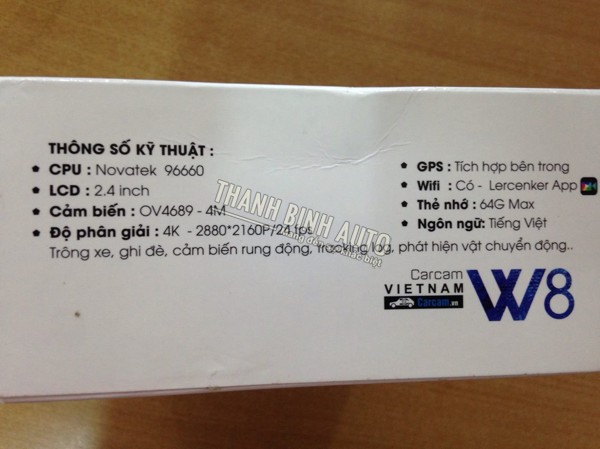 THÔNG SỐ KỸ THUẬT :
• CPU : Novatek 96660
• LCD : 2.4 inch
• Cảm biến : OV4689 - 4M
• Độ phân giải : 4K - 2880*2160P/24 fps
Trông xe, ghi đè, cảm biến rung động, tracking log, phát hiện vật chuyển động..
• GPS : Tích hợp bên trong
• Wifi : Có - Lercenker App
• Thẻ nhớ : 64G Max
• Ngôn ngữ: Tiếng Việt
THANH BINH AUTO
khác biệt
Carcam
VIETNAM
Carcam.vn
W8